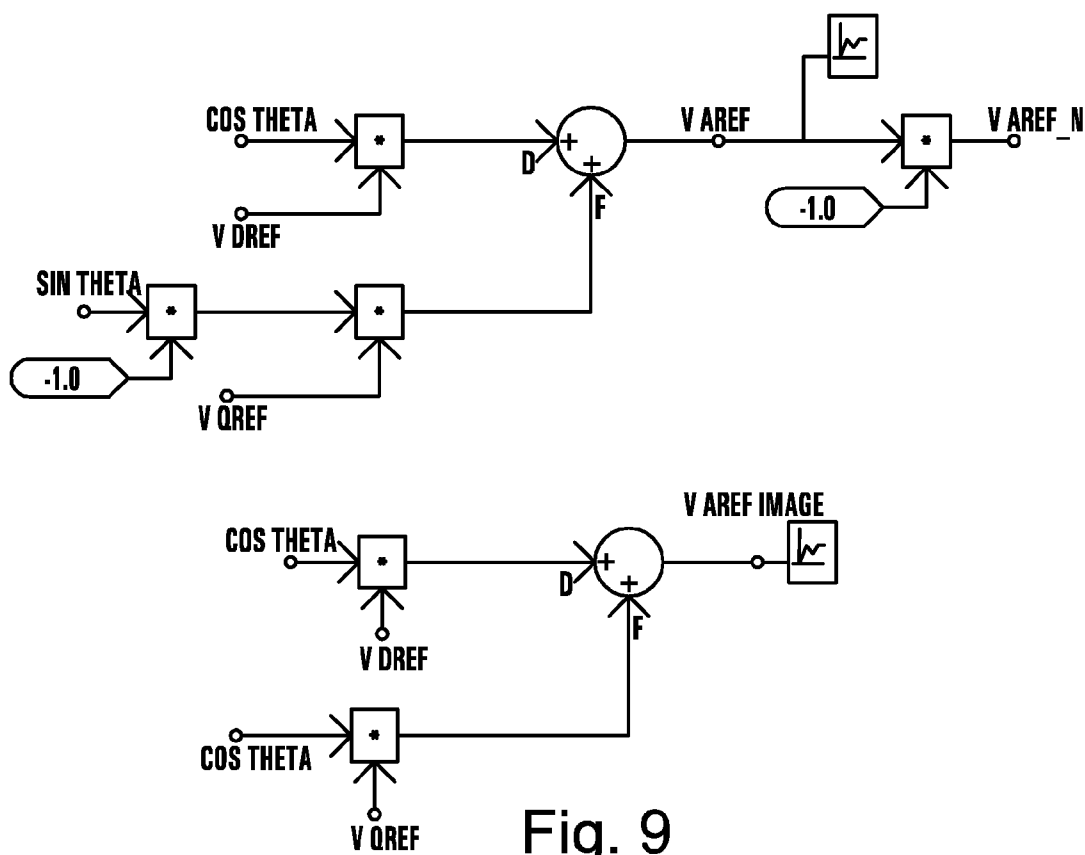 COS THETA
*
D
+
+
F
V AREF
*
V AREF_N
-1.0
V DREF
SIN THETA
*
*
-1.0
V QREF
V AREF IMAGE
COS THETA
*
D
+
+
F
V DREF
COS THETA
*
V QREF
Fig. 9